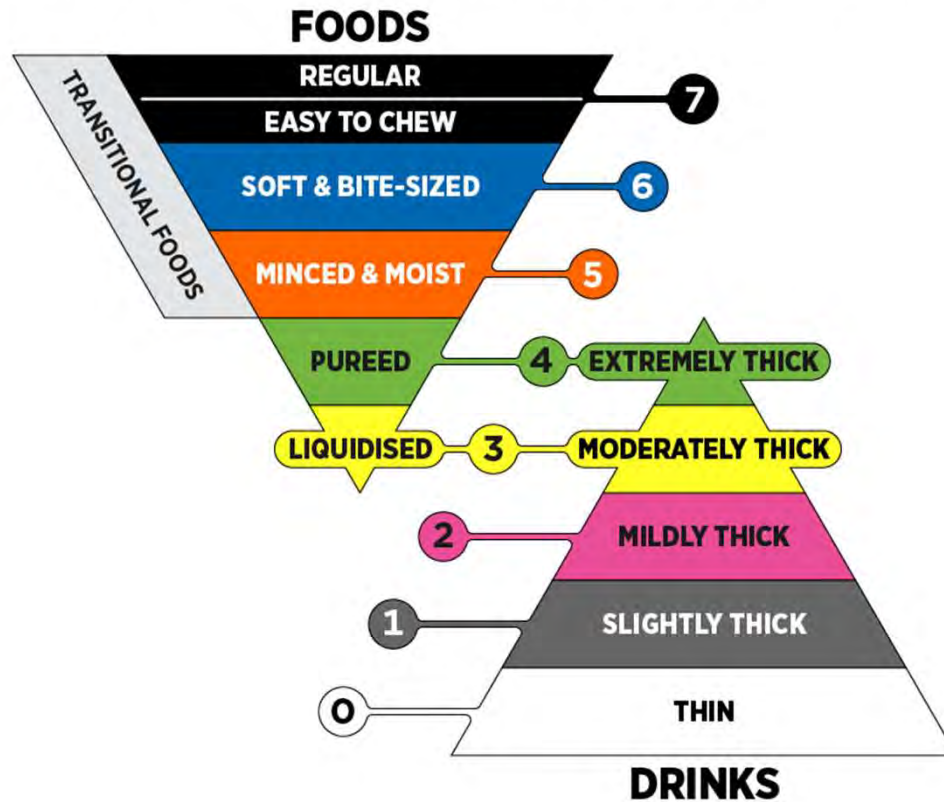 FOODS
TRANSITIONAL FOODS
REGULAR
7
EASY TO CHEW
SOFT & BITE-SIZED
6
MINCED & MOIST
5
PUREED
4
EXTREMELY THICK
LIQUIDISED
3
MODERATELY THICK
2
MILDLY THICK
1
SLIGHTLY THICK
0
THIN
DRINKS